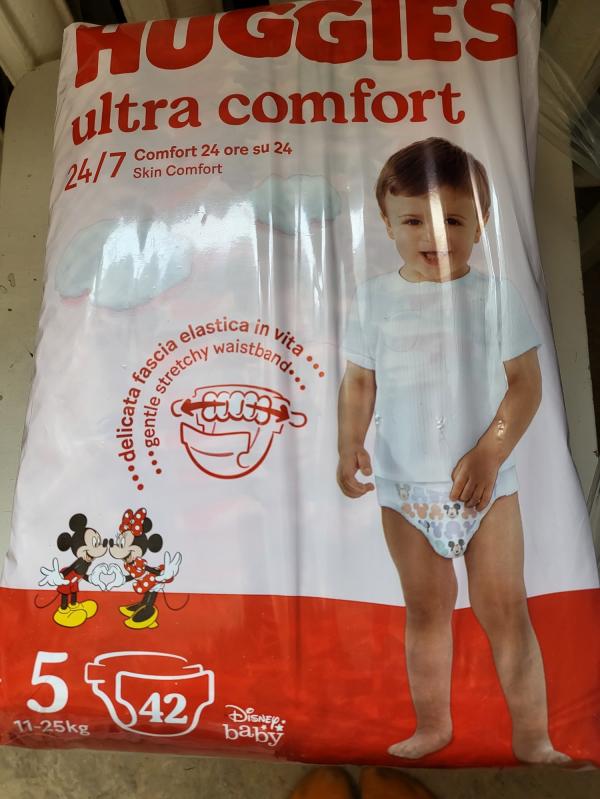 HUGGIES
ultra comfort
24/7 Comfort 24 ore su 24
Skin Comfort
delicata fascia elastica in vita
gentle stretchy waistband
5
42
11-25kg
Disney
baby